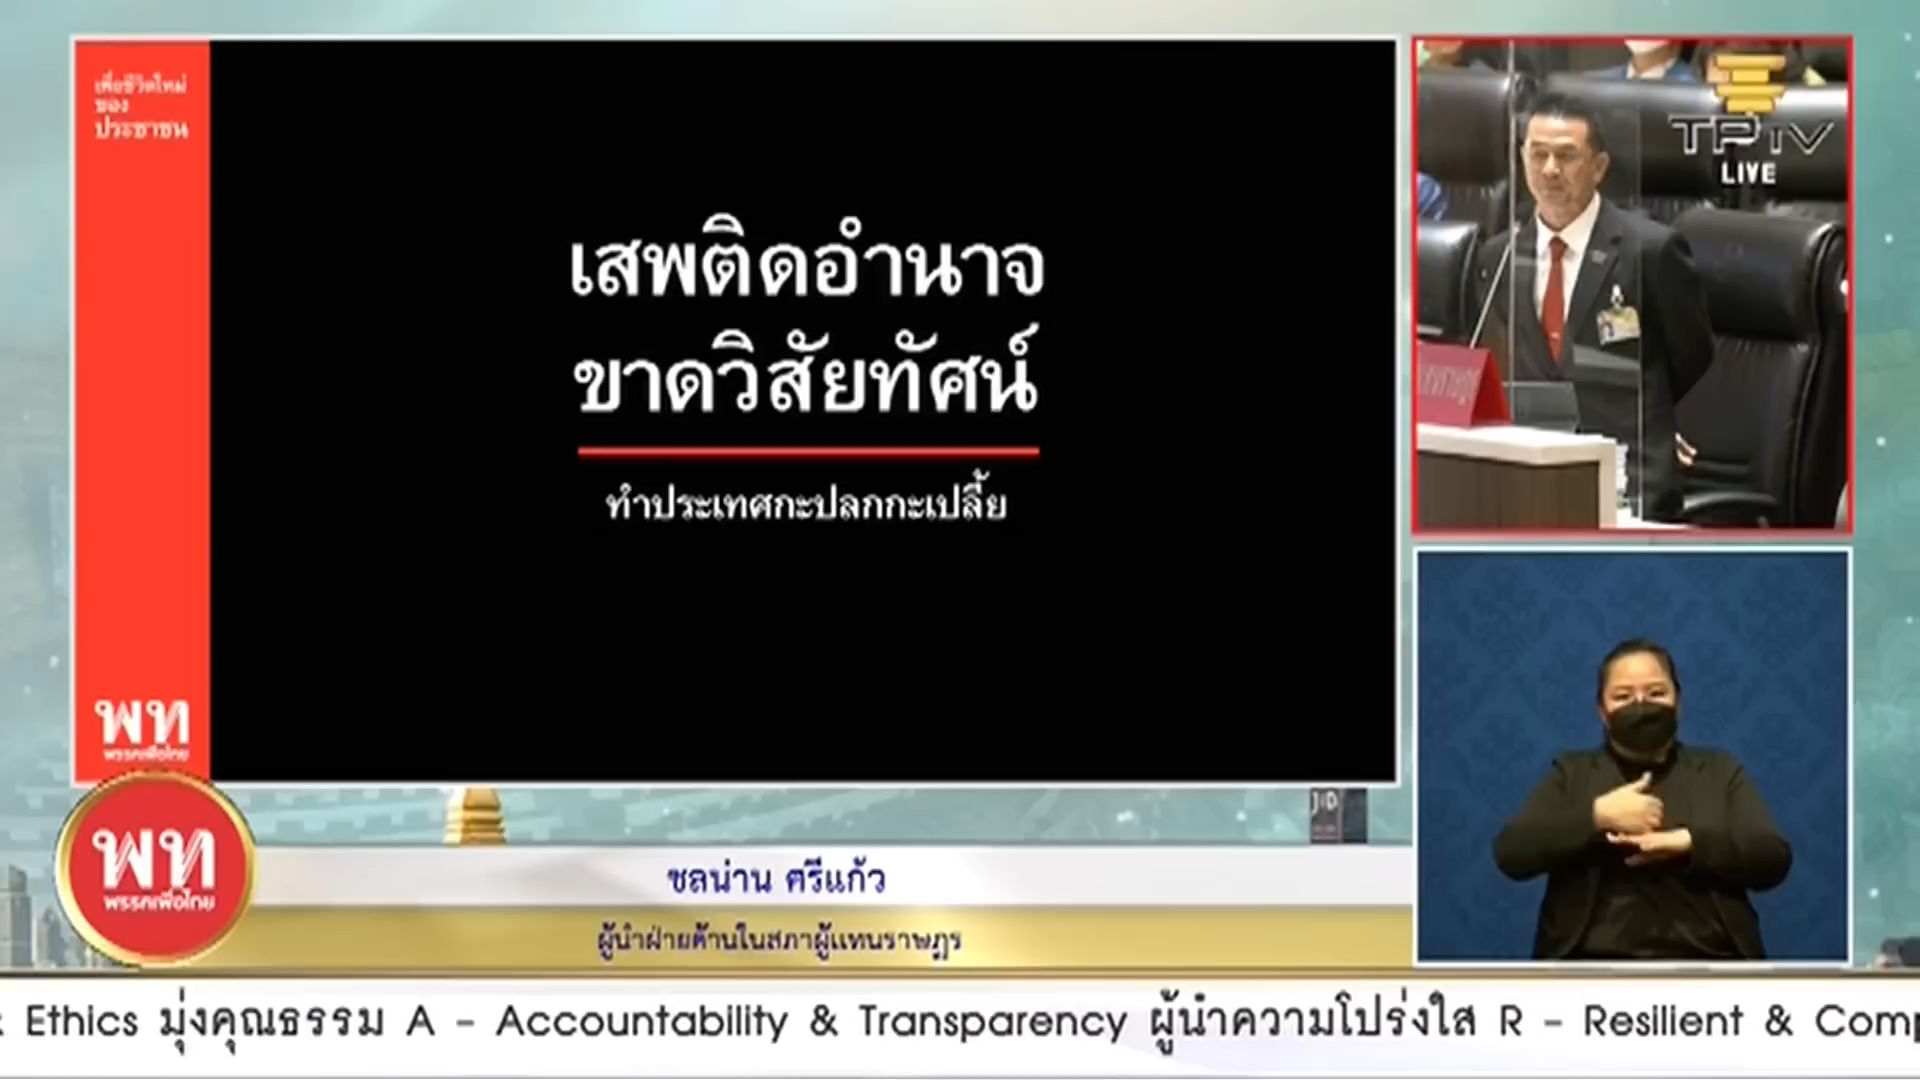 เพื่อชีวิตใหม่
ของ
ประชาชน
เสพติดอำนาจ
ขาดวิสัยทัศน์
ทำประเทศกะปลกกะเปลี้ย
พท
พรรคเพื่อไทย
TPTV
LIVE
พท
พรรคเพื่อไทย
ชลน่าน ศรีแก้ว
ผู้นำฝ่ายค้านในสภาผู้แทนราษฎร
& Ethics มุ่งคุณธรรม A - Accountability & Transparency ผู้นำความโปร่งใส R - Resilient & Comp